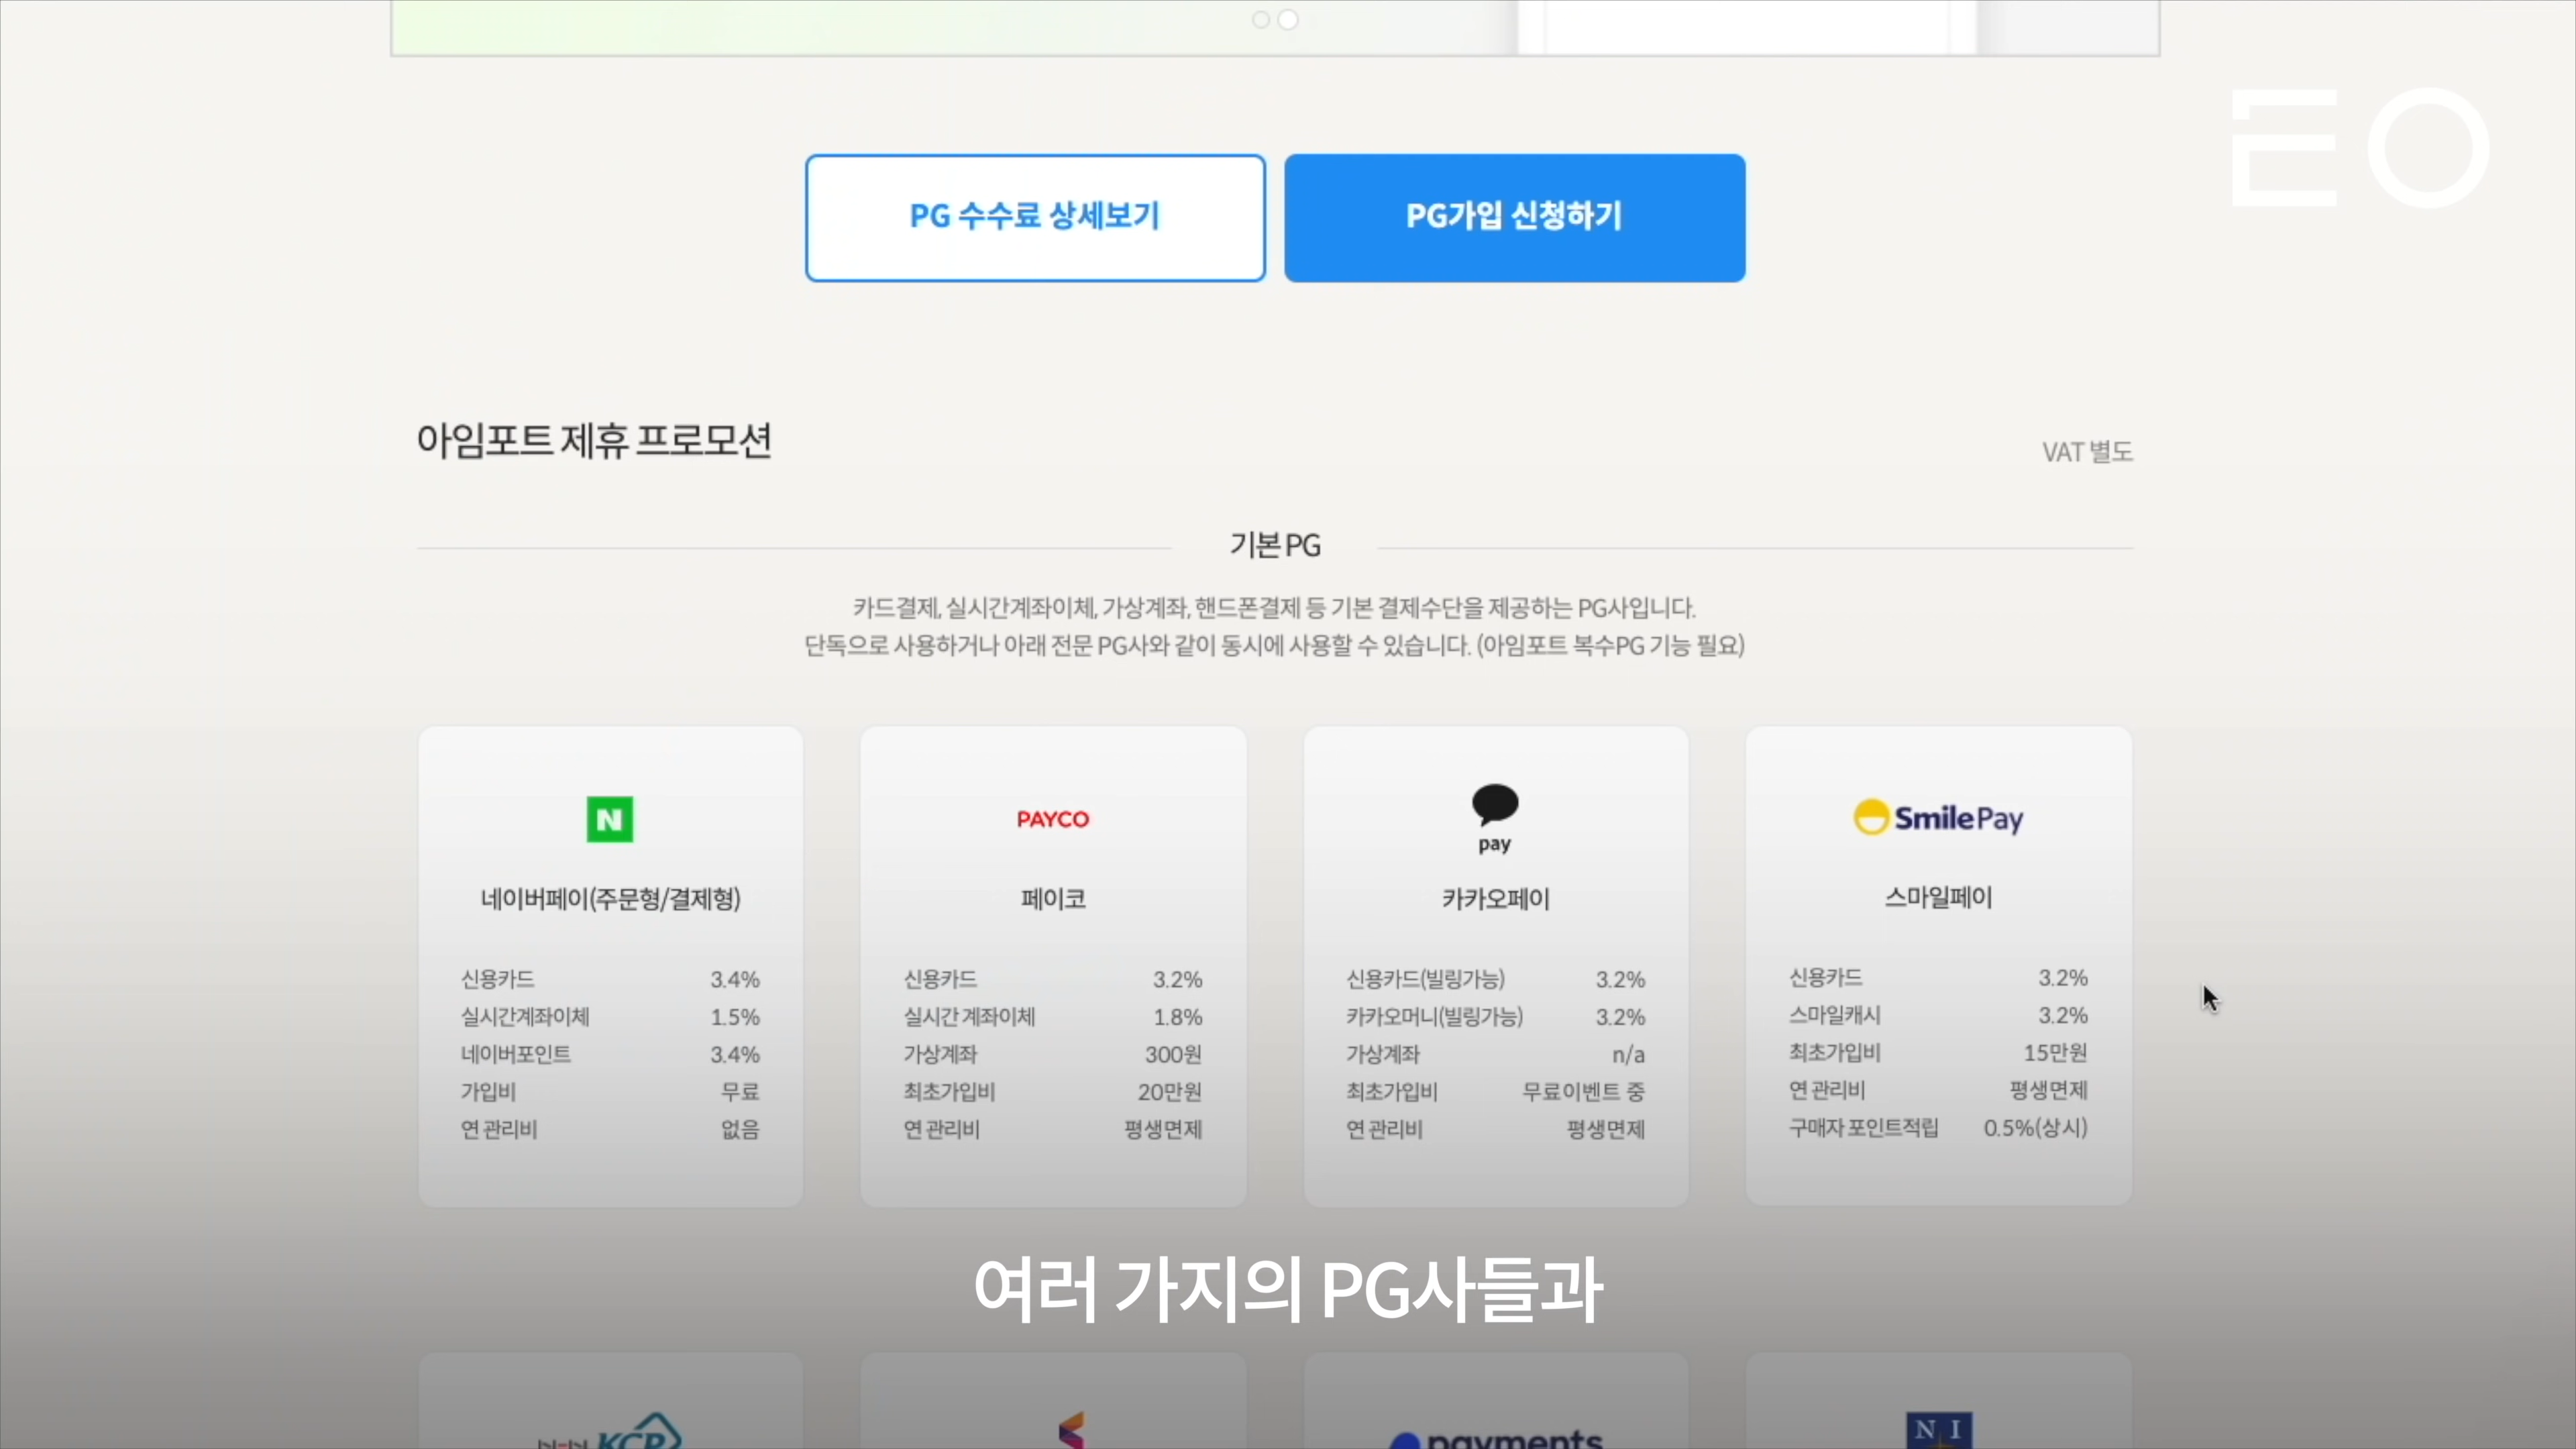 EO
PG 수수료 상세보기
PG가입 신청하기
아임포트 제휴 프로모션
VAT 별도
기본 PG
카드결제, 실시간계좌이체, 가상계좌, 핸드폰결제 등 기본 결제수단을 제공하는 PG사입니다.
단독으로 사용하거나 아래 전문 PG사와 같이 동시에 사용할 수 있습니다. (아임포트 복수PG 기능 필요)
N
네이버페이(주문형/결제형)
신용카드 3.4%
실시간계좌이체 1.5%
네이버포인트 3.4%
가입비 무료
연 관리비 없음
PAYCO
페이코
신용카드 3.2%
실시간 계좌이체 1.8%
가상계좌 300원
최초가입비 20만원
연 관리비 평생면제
pay
카카오페이
신용카드(빌링가능) 3.2%
카카오머니(빌링가능) 3.2%
가상계좌 n/a
최초가입비 무료이벤트 중
연 관리비 평생면제
SmilePay
스마일페이
신용카드 3.2%
스마일캐시 3.2%
최초가입비 15만원
연 관리비 평생면제
구매자 포인트적립 0.5%(상시)
여러 가지의 PG사들과
KCP
payments
N I